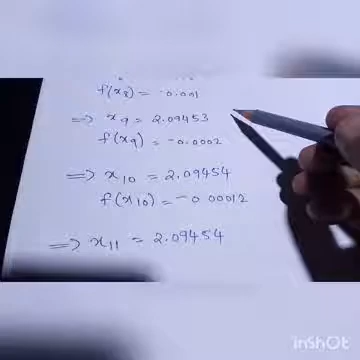 f(x₈) = -0.001
⟹ x₉ = 2.09453
f(x₉) = -0.0002
⟹ x₁₀ = 2.09454
f(x₁₀) = -0.00012
⟹ x₁₁ = 2.09454
InShOt